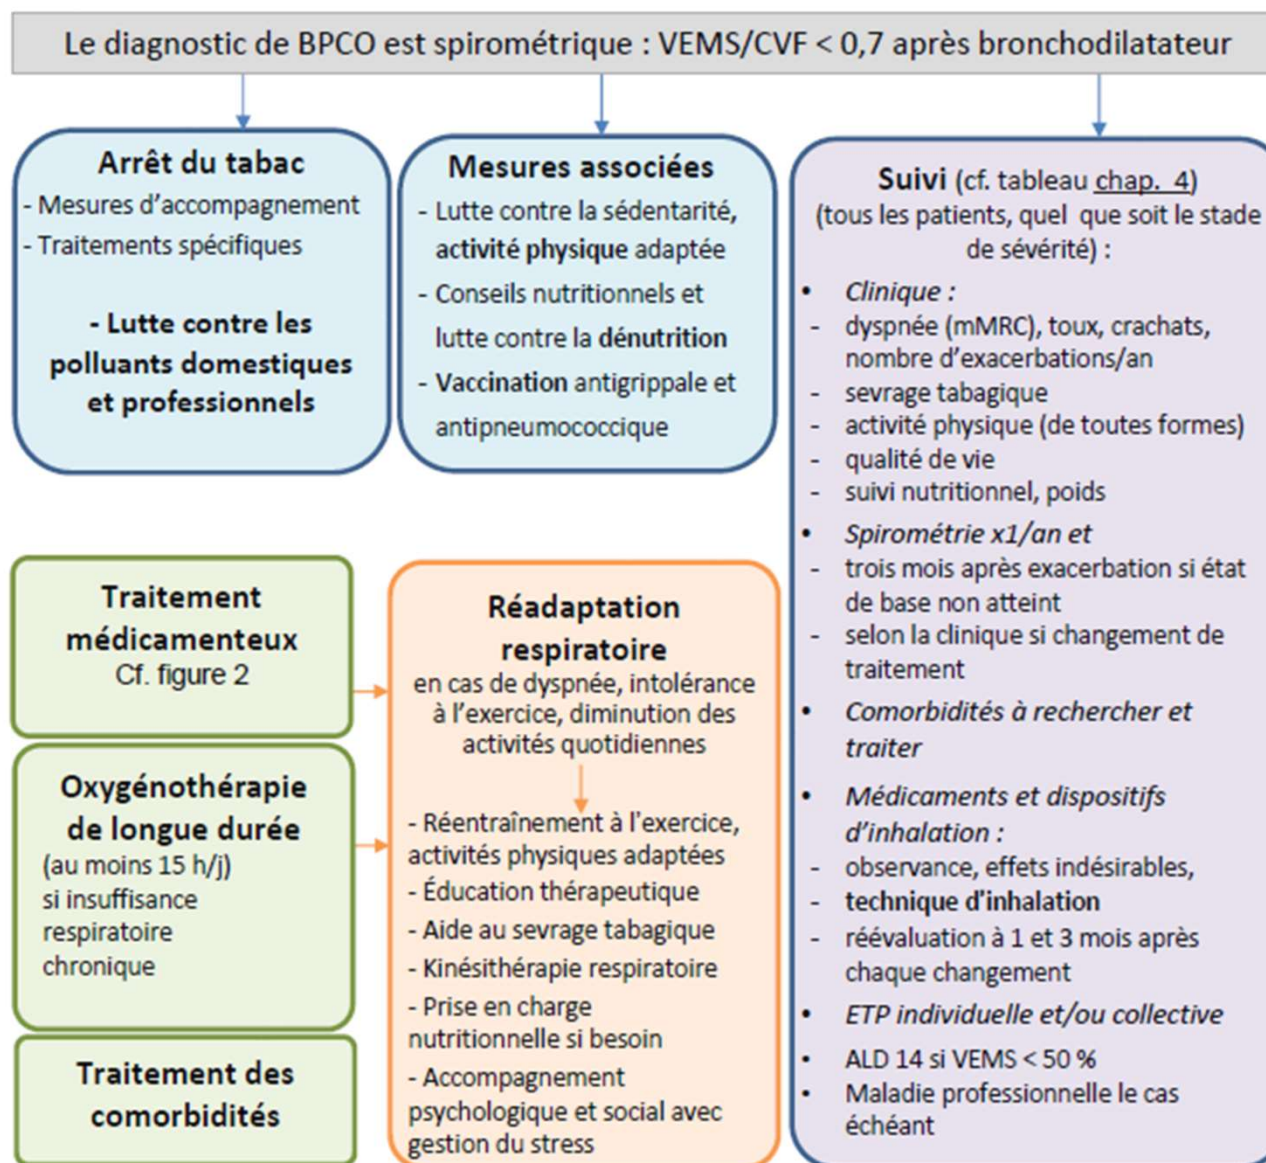 Le diagnostic de BPCO est spirométrique : VEMS/CVF < 0,7 après bronchodilatateur
Arrêt du tabac
- Mesures d'accompagnement
- Traitements spécifiques
- Lutte contre les
polluants domestiques
et professionnels
Mesures associées
- Lutte contre la sédentarité,
activité physique adaptée
- Conseils nutritionnels et
lutte contre la dénutrition
- Vaccination antigrippale et
antipneumococcique
Suivi (cf. tableau chap. 4)
(tous les patients, quel que soit le stade
de sévérité) :
• Clinique :
- dyspnée (mMRC), toux, crachats,
nombre d'exacerbations/an
- sevrage tabagique
- activité physique (de toutes formes)
- qualité de vie
- suivi nutritionnel, poids
• Spirométrie x1/an et
- trois mois après exacerbation si état
de base non atteint
- selon la clinique si changement de
traitement
• Comorbidités à rechercher et
traiter
• Médicaments et dispositifs
d'inhalation :
- observance, effets indésirables,
- technique d'inhalation
- réévaluation à 1 et 3 mois après
chaque changement
• ETP individuelle et/ou collective
• ALD 14 si VEMS < 50 %
• Maladie professionnelle le cas
échéant
Traitement
médicamenteux
Cf. figure 2
Oxygénothérapie
de longue durée
(au moins 15 h/j)
si insuffisance
respiratoire
chronique
Traitement des
comorbidités
Réadaptation
respiratoire
en cas de dyspnée, intolérance
à l'exercice, diminution des
activités quotidiennes
- Réentraînement à l'exercice,
activités physiques adaptées
- Éducation thérapeutique
- Aide au sevrage tabagique
- Kinésithérapie respiratoire
- Prise en charge
nutritionnelle si besoin
- Accompagnement
psychologique et social avec
gestion du stress